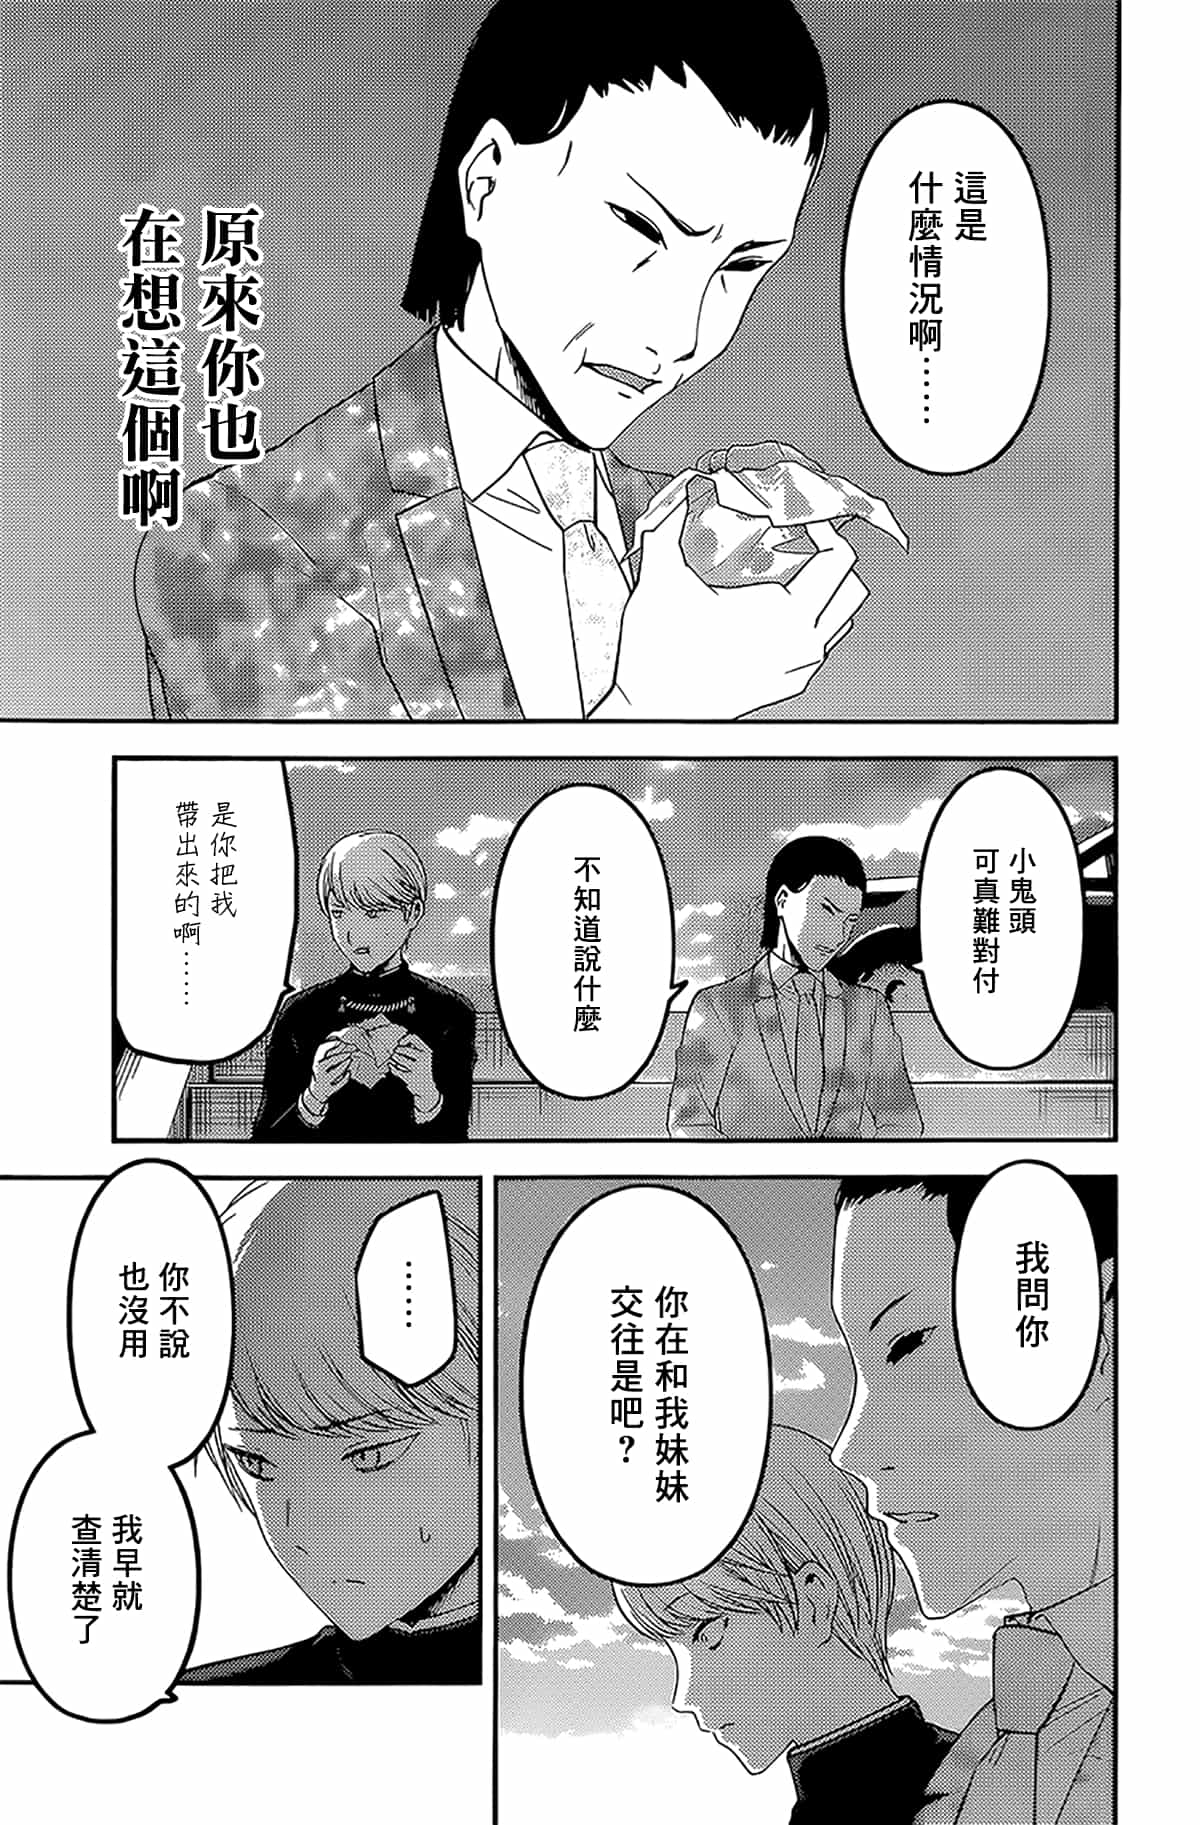 這是
什麼情況啊⋯⋯
原來你也
在想這個啊
小鬼頭
可真難對付
不知道說什麼
是你把我
帶出來的啊⋯⋯
我問你
你在和我妹妹
交往是吧？
⋯⋯
你不說
也沒用
我早就
查清楚了